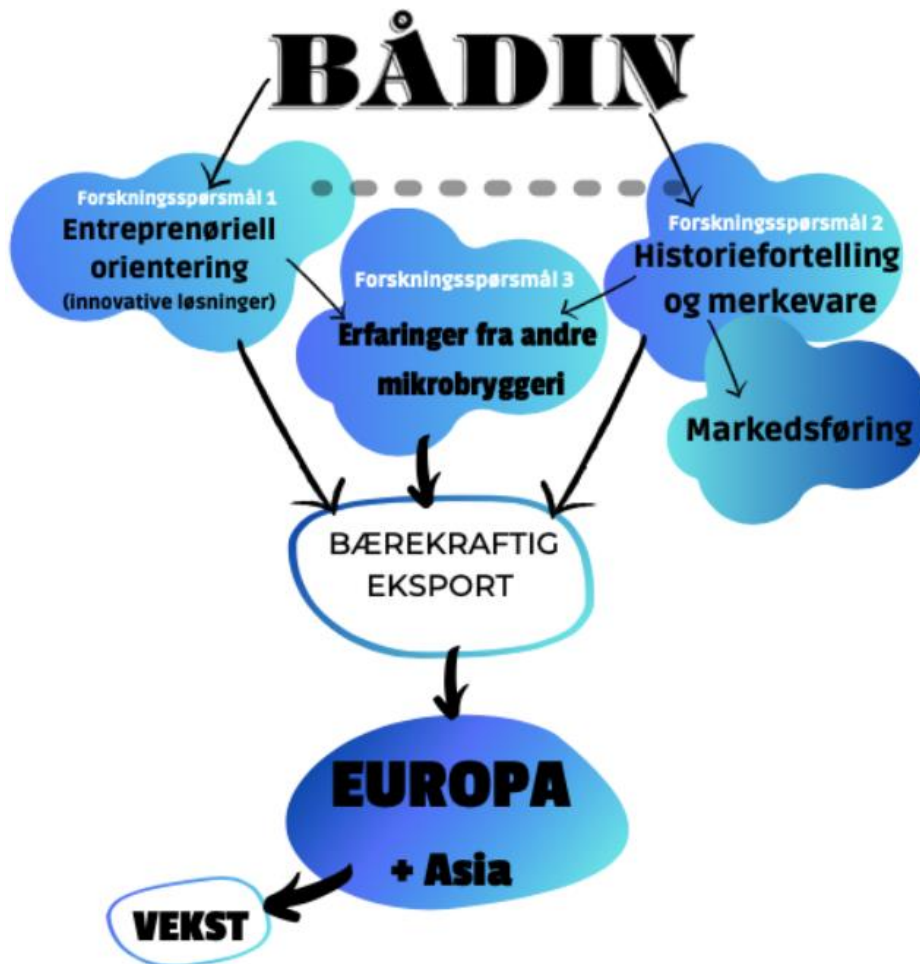 BÅDIN
Forskningsspørsmål 1
Entreprenøriell
orientering
(innovative løsninger)
Forskningsspørsmål 2
Historiefortelling
og merkevare
Forskningsspørsmål 3
Erfaringer fra andre
mikrobryggeri
Markedsføring
BÆREKRAFTIG
EKSPORT
EUROPA
+ Asia
VEKST